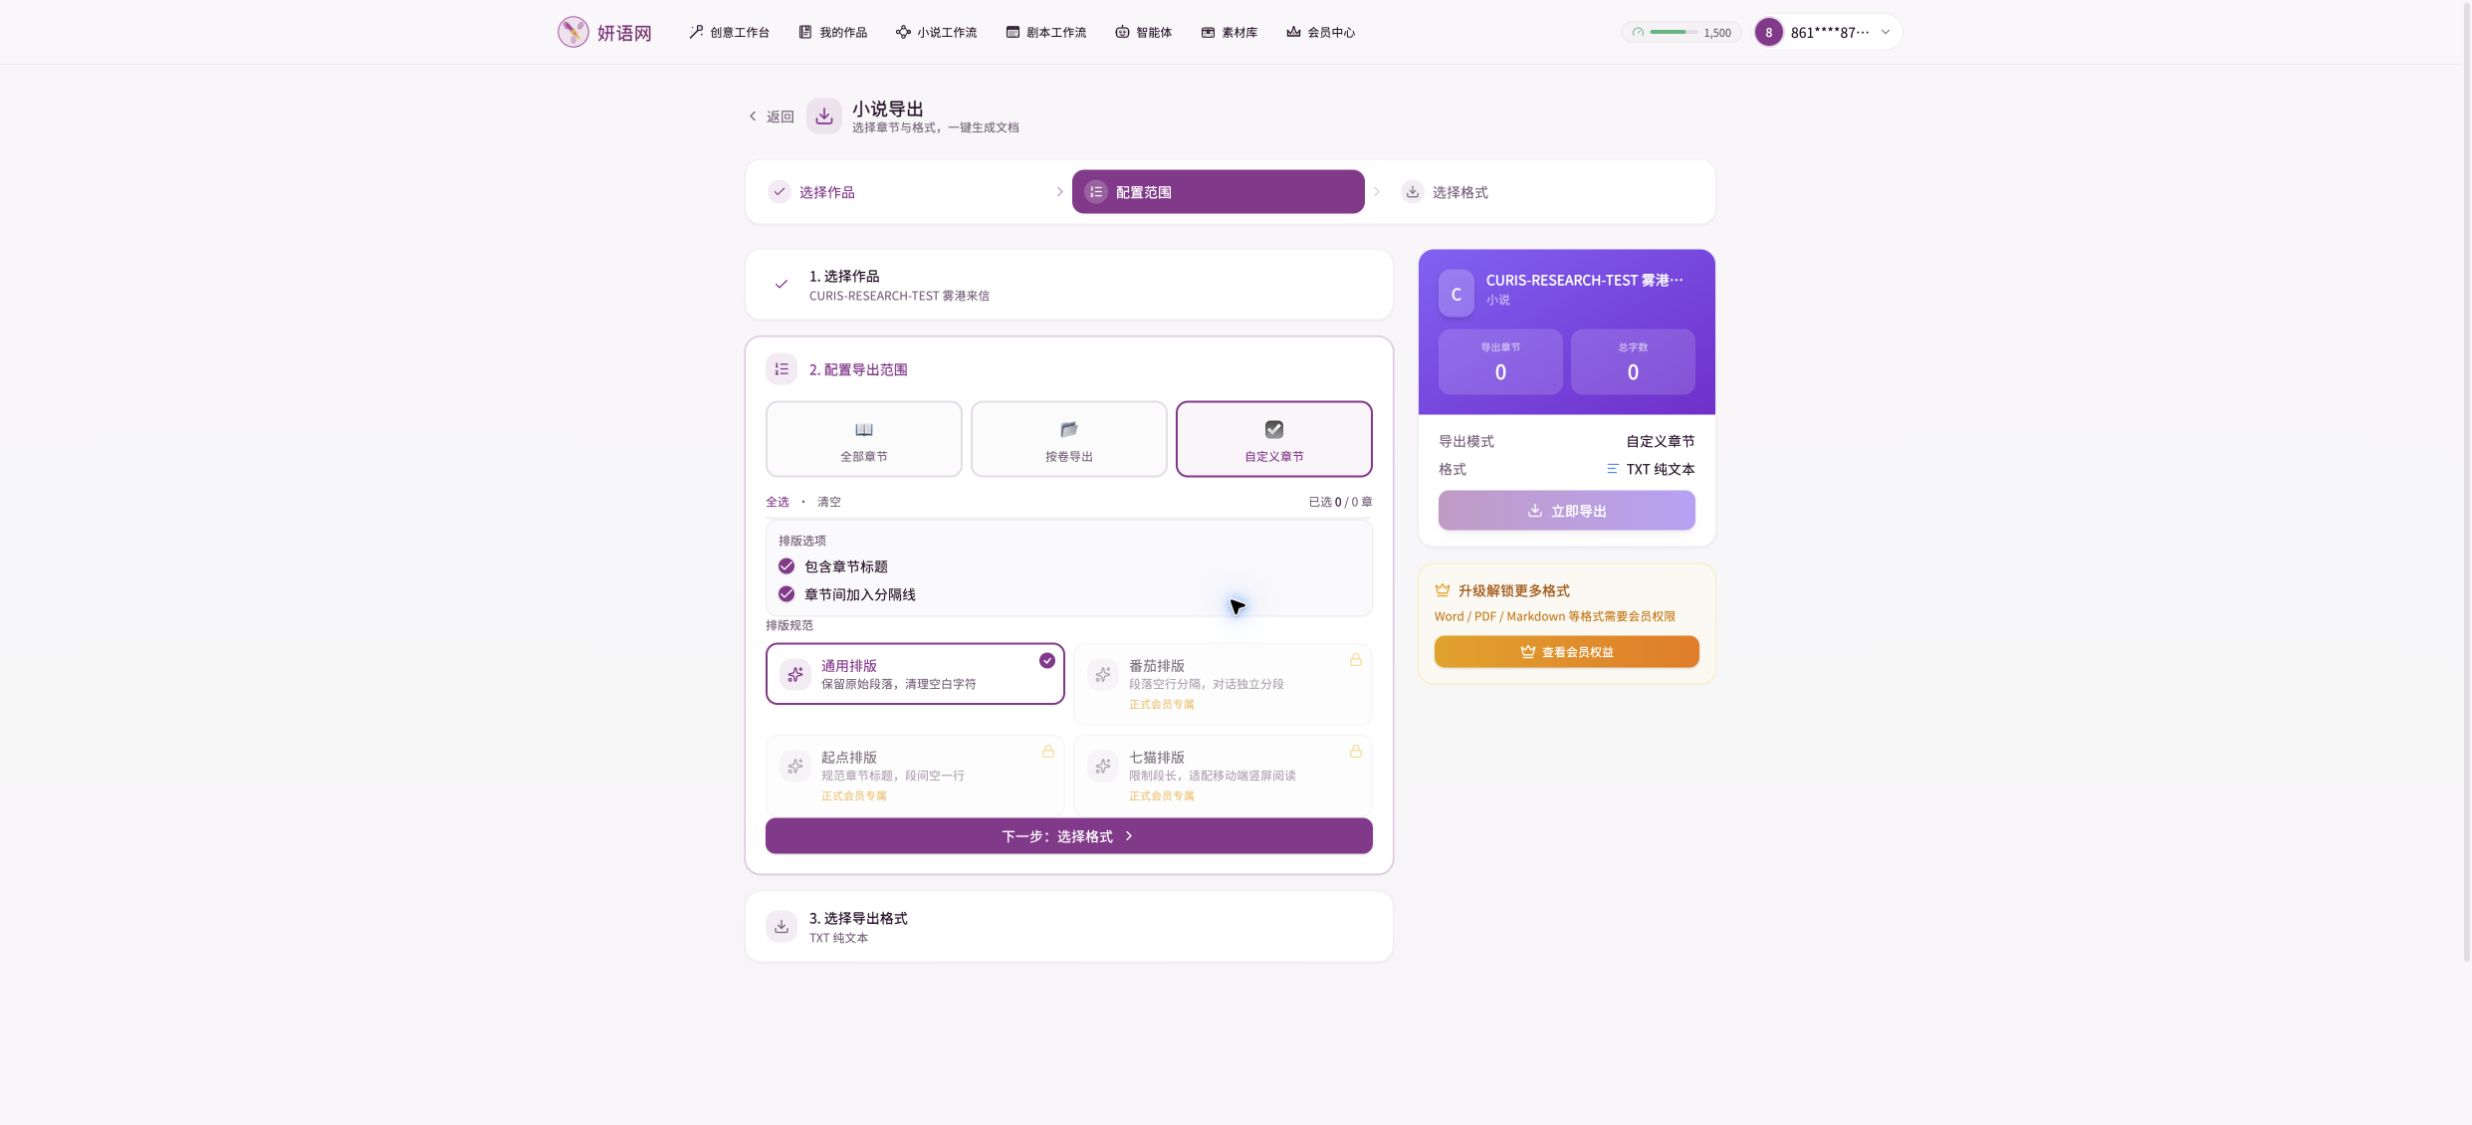 妍语网
创意工作台
我的作品
小说工作流
剧本工作流
智能体
素材库
会员中心
1,500
8
861****87···
返回
小说导出
选择章节与格式，一键生成文档
选择作品
配置范围
选择格式
1. 选择作品
CURIS-RESEARCH-TEST 雾港来信
2. 配置导出范围
全部章节
按卷导出
自定义章节
全选 · 清空
已选 0 / 0 章
排版选项
包含章节标题
章节间加入分隔线
排版规范
通用排版
保留原始段落，清理空白字符
番茄排版
段落空行分隔，对话独立分段
正式会员专属
起点排版
规范章节标题，段间空一行
正式会员专属
七猫排版
限制段长，适配移动端竖屏阅读
正式会员专属
下一步：选择格式
3. 选择导出格式
TXT 纯文本
C
CURIS-RESEARCH-TEST 雾港···
小说
导出章节
0
总字数
0
导出模式
自定义章节
格式
TXT 纯文本
立即导出
升级解锁更多格式
Word / PDF / Markdown 等格式需要会员权限
查看会员权益